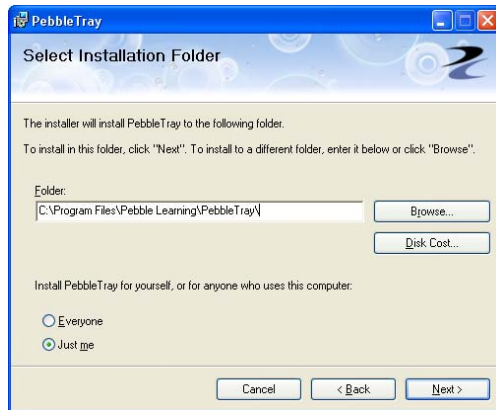 PebbleTray
Select Installation Folder
The installer will install PebbleTray to the following folder.
To install in this folder, click "Next". To install to a different folder, enter it below or click "Browse".
Folder:
C:\Program Files\Pebble Learning\PebbleTray\
Browse...
Disk Cost...
Install PebbleTray for yourself, or for anyone who uses this computer:
Everyone
Just me
Cancel
< Back
Next >